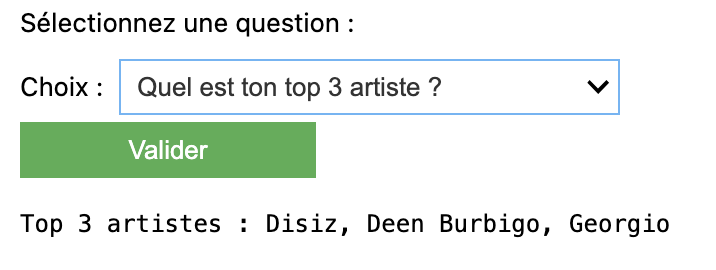 Sélectionnez une question :
Choix : Quel est ton top 3 artiste ?
Valider
Top 3 artistes : Disiz, Deen Burbigo, Georgio